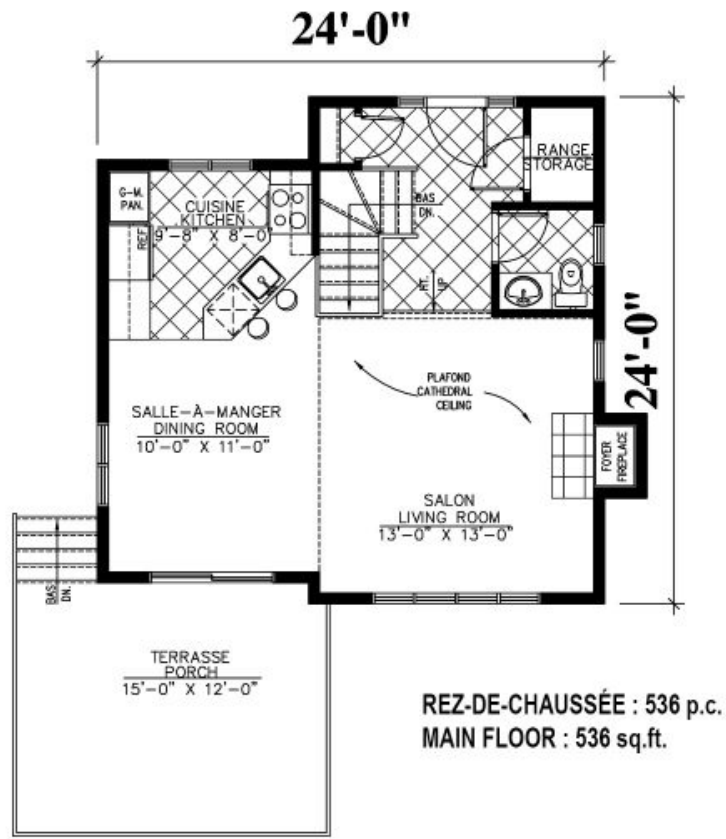 24'-0"
RANGE.
STORAGE
G-M.
PAN.
CUISINE
KITCHEN
9'-8" X 8'-0"
REF.
BAS
DN.
HT.
UP
24'-0"
PLAFOND
CATHEDRAL
CEILING
SALLE-À-MANGER
DINING ROOM
10'-0" X 11'-0"
FOYER
FIREPLACE
SALON
LIVING ROOM
13'-0" X 13'-0"
BAS
DN.
TERRASSE
PORCH
15'-0" X 12'-0"
REZ-DE-CHAUSSÉE : 536 p.c.
MAIN FLOOR : 536 sq.ft.